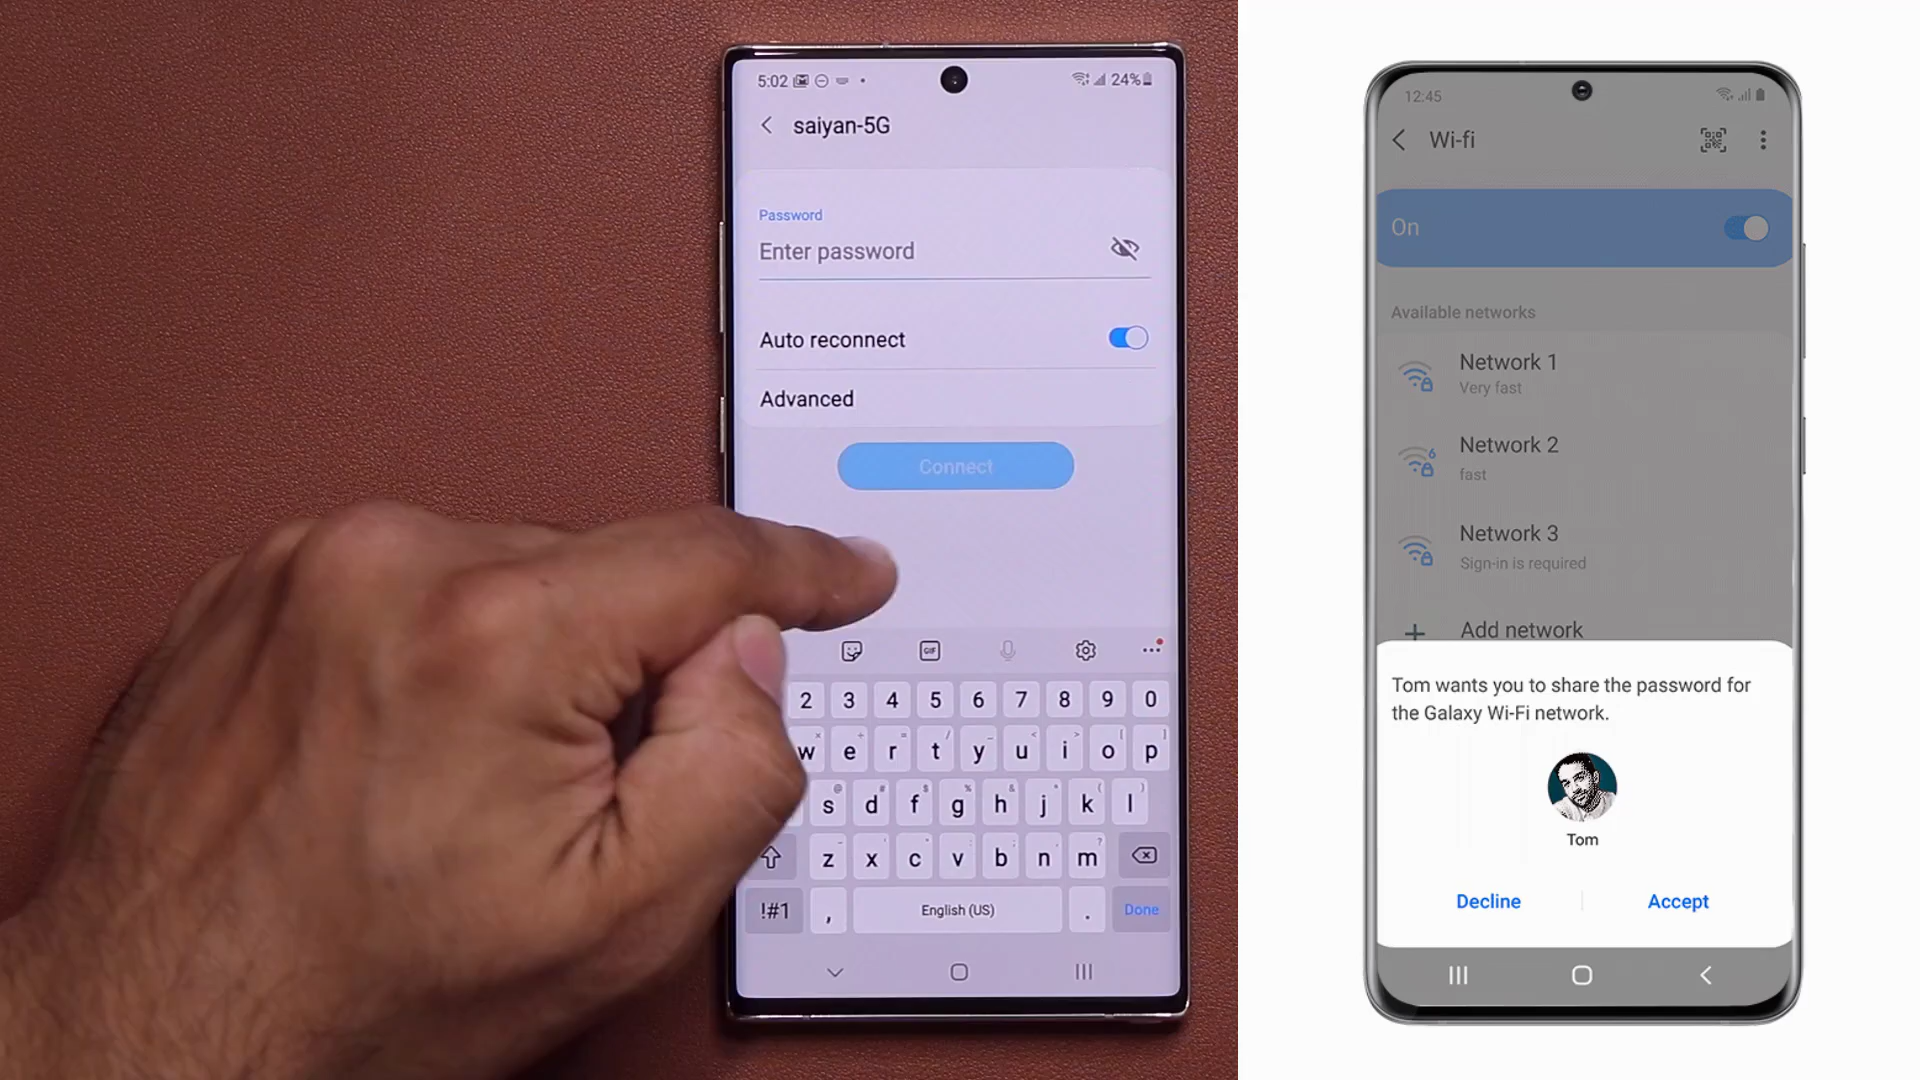 5:02
24%
saiyan-5G
Password
Enter password
Auto reconnect
Advanced
Connect
GIF
2 3 4 5 6 7 8 9 0
w e r t y u i o p
s d f g h j k l
z x c v b n m
!#1 , English (US) . Done
12:45
Wi-fi
On
Available networks
Network 1
Very fast
Network 2
6
fast
Network 3
Sign-in is required
+ Add network
Tom wants you to share the password for
the Galaxy Wi-Fi network.
Tom
Decline Accept